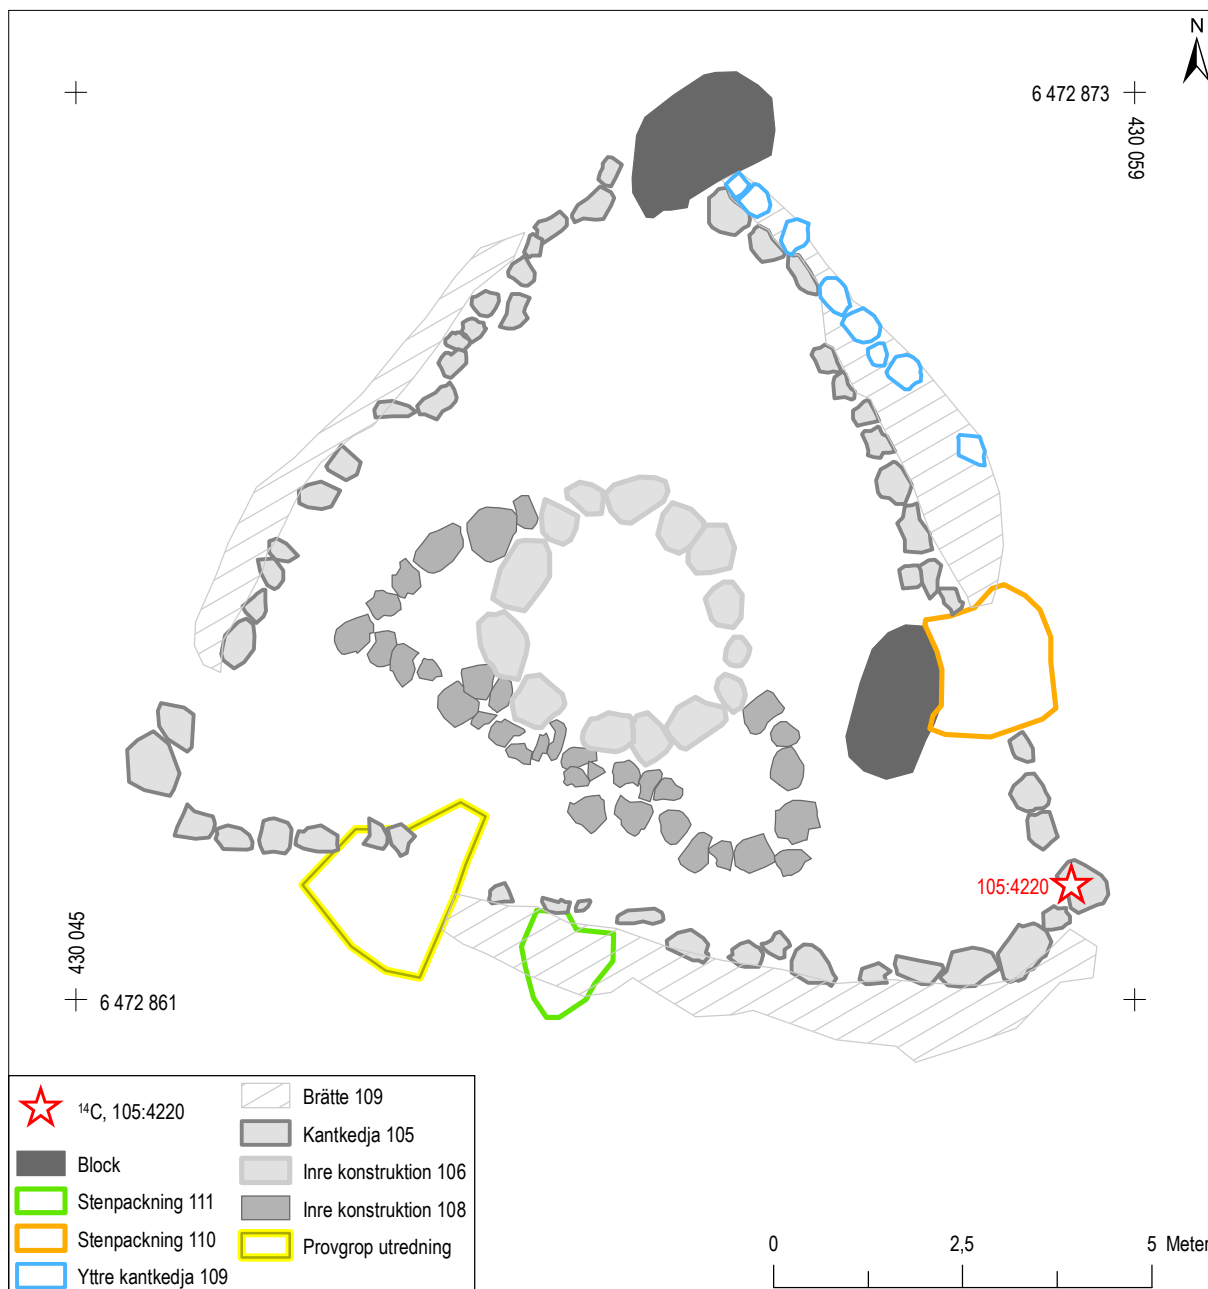 N
6 472 873
430 059
105:4220
430 045
6 472 861
¹⁴C, 105:4220
Block
Stenpackning 111
Stenpackning 110
Yttre kantkedja 109
Brätte 109
Kantkedja 105
Inre konstruktion 106
Inre konstruktion 108
Provgrop utredning
0 2,5 5 Meter